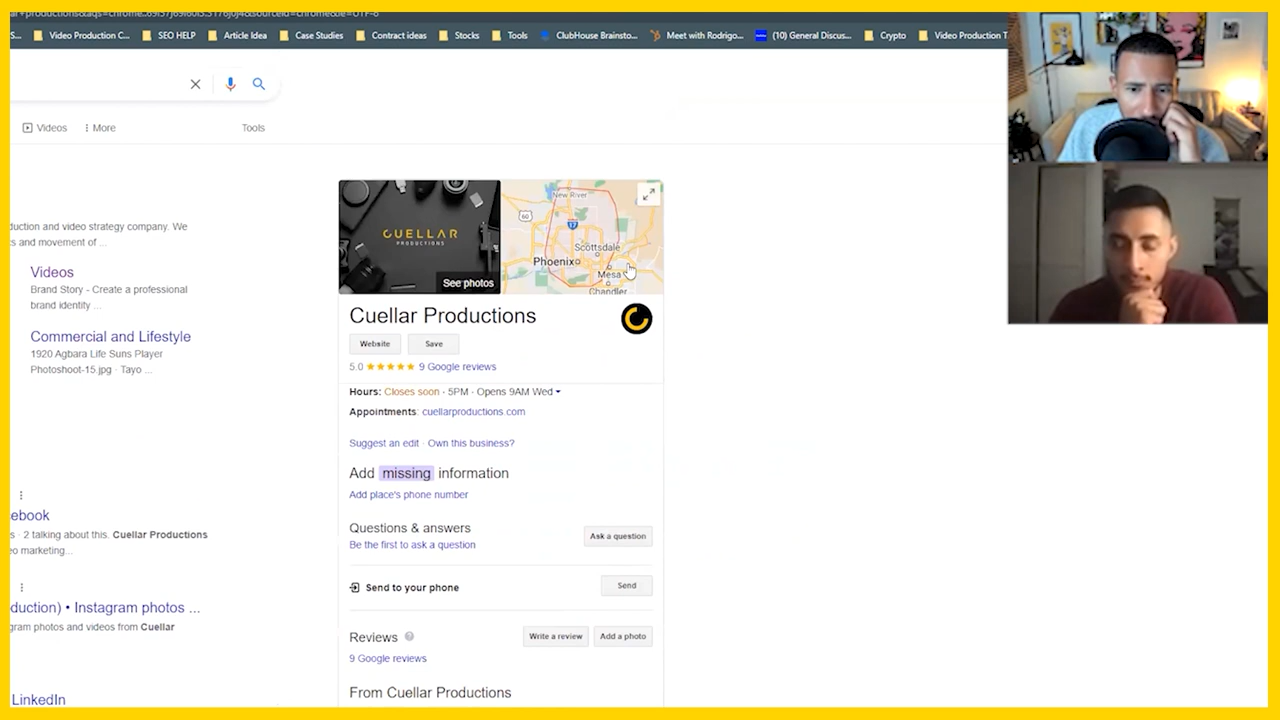 SEO HELP
Article Idea
Case Studies
Contract ideas
Stocks
Tools
ClubHouse Brainsto...
Meet with Rodrigo...
(10) General Discus...
Crypto
Video Production C...
Video Production T
Videos
More
Tools
duction and video strategy company. We
s and movement of ...
Videos
Brand Story - Create a professional
brand identity ...
Commercial and Lifestyle
1920 Agbara Life Suns Player
Photoshoot-15.jpg · Tayo ...
ebook
s · 2 talking about this. Cuellar Productions
eo marketing...
duction) • Instagram photos ...
gram photos and videos from Cuellar
LinkedIn
CUELLAR
PRODUCTIONS
See photos
New River
60
17
Scottsdale
Phoenix
Mesa
Chandler
Cuellar Productions
Website
Save
5.0 ★★★★★ 9 Google reviews
Hours: Closes soon · 5PM · Opens 9AM Wed
Appointments: cuellarproductions.com
Suggest an edit · Own this business?
Add missing information
Add place's phone number
Questions & answers
Be the first to ask a question
Ask a question
Send to your phone
Send
Reviews
Write a review
Add a photo
9 Google reviews
From Cuellar Productions